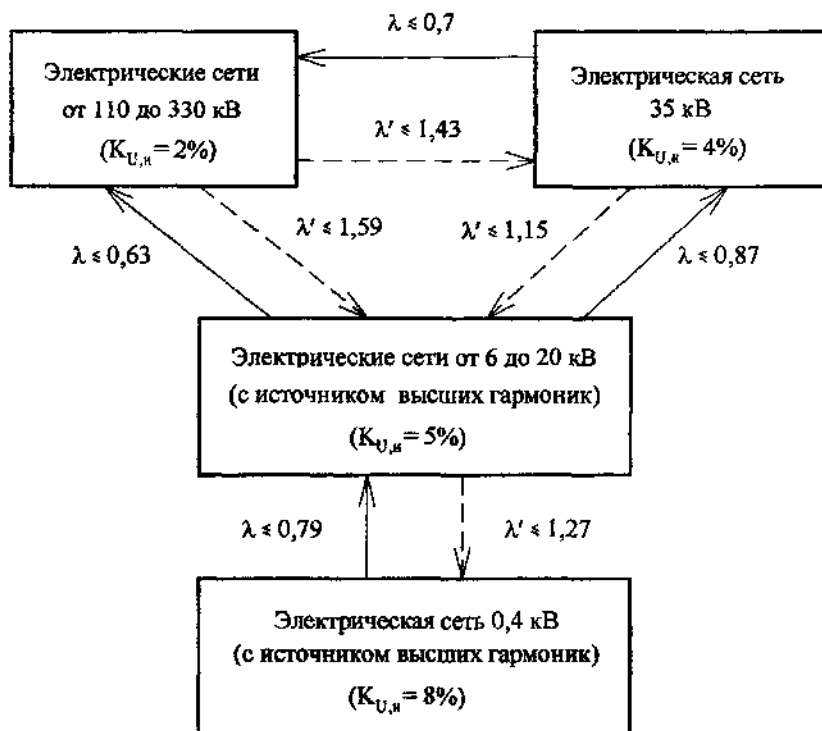 λ ≤ 0,7
Электрические сети
от 110 до 330 кВ
(K_U,н = 2%)
Электрическая сеть
35 кВ
(K_U,н = 4%)
λ′ ≤ 1,43
λ′ ≤ 1,59
λ′ ≤ 1,15
λ ≤ 0,63
λ ≤ 0,87
Электрические сети от 6 до 20 кВ
(с источником высших гармоник)
(K_U,н = 5%)
λ ≤ 0,79
λ′ ≤ 1,27
Электрическая сеть 0,4 кВ
(с источником высших гармоник)
(K_U,н = 8%)